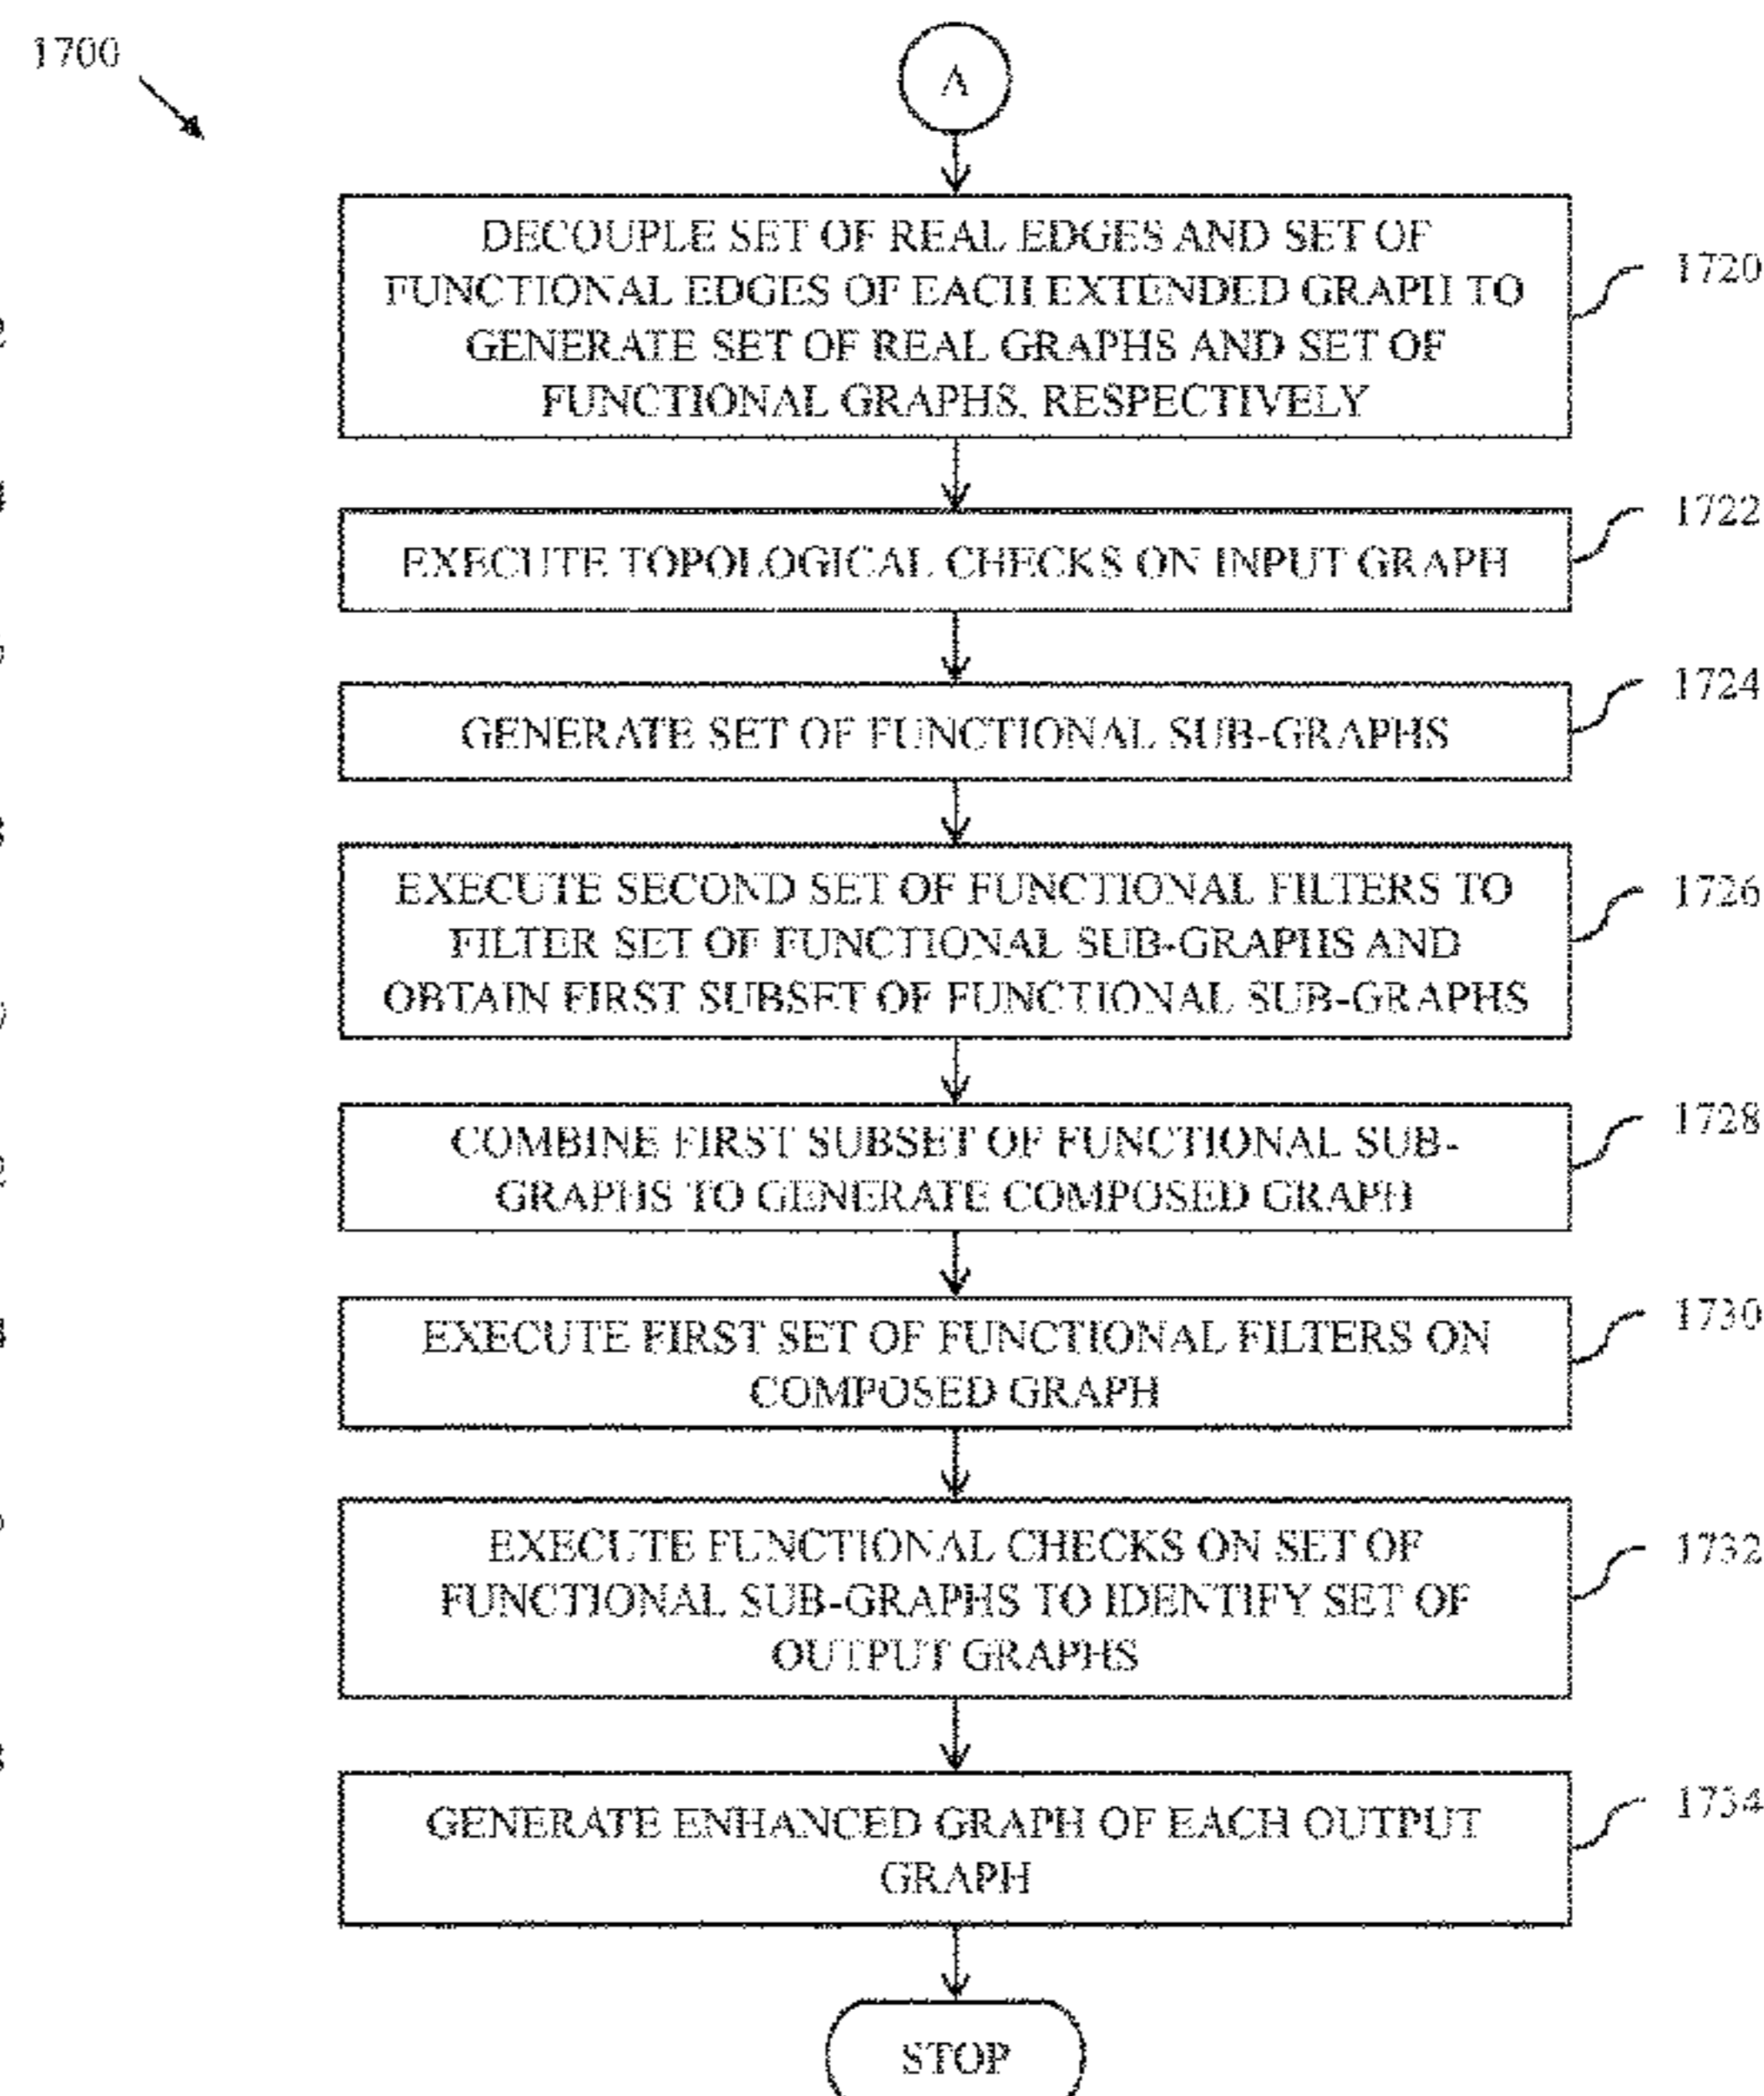 1700
A
DECOUPLE SET OF REAL EDGES AND SET OF
FUNCTIONAL EDGES OF EACH EXTENDED GRAPH TO
GENERATE SET OF REAL GRAPHS AND SET OF
FUNCTIONAL GRAPHS, RESPECTIVELY
1720
EXECUTE TOPOLOGICAL CHECKS ON INPUT GRAPH
1722
GENERATE SET OF FUNCTIONAL SUB-GRAPHS
1724
EXECUTE SECOND SET OF FUNCTIONAL FILTERS TO
FILTER SET OF FUNCTIONAL SUB-GRAPHS AND
OBTAIN FIRST SUBSET OF FUNCTIONAL SUB-GRAPHS
1726
COMBINE FIRST SUBSET OF FUNCTIONAL SUB-
GRAPHS TO GENERATE COMPOSED GRAPH
1728
EXECUTE FIRST SET OF FUNCTIONAL FILTERS ON
COMPOSED GRAPH
1730
EXECUTE FUNCTIONAL CHECKS ON SET OF
FUNCTIONAL SUB-GRAPHS TO IDENTIFY SET OF
OUTPUT GRAPHS
1732
GENERATE ENHANCED GRAPH OF EACH OUTPUT
GRAPH
1734
STOP